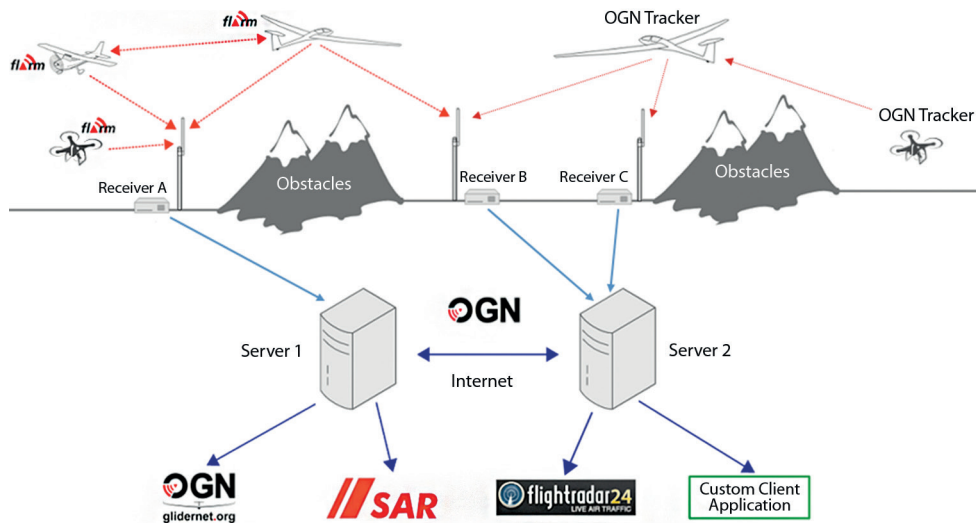 flarm
OGN Tracker
flarm
flarm
OGN Tracker
Receiver A
Obstacles
Receiver B
Receiver C
Obstacles
OGN
Server 1
Server 2
Internet
OGN
glidernet.org
SAR
flightradar24
LIVE AIR TRAFFIC
Custom Client
Application